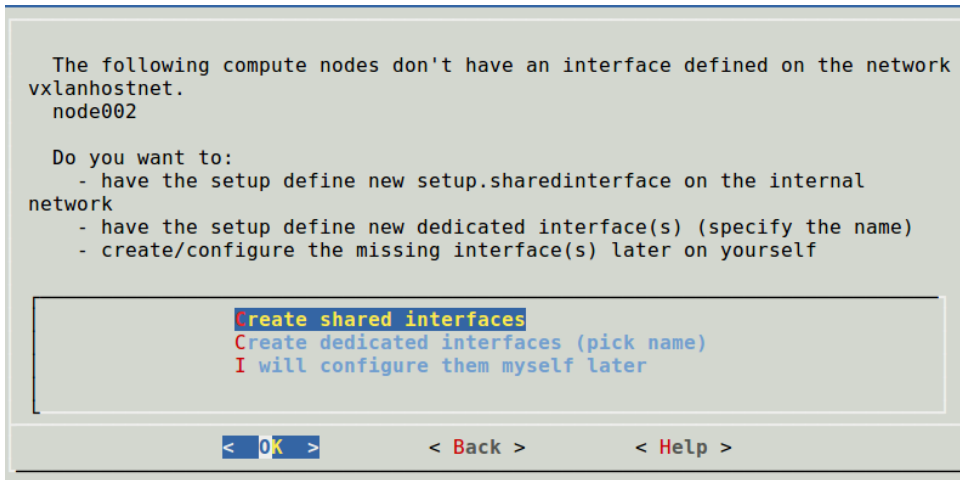 The following compute nodes don't have an interface defined on the network
vxlanhostnet.
node002
Do you want to:
- have the setup define new setup.sharedinterface on the internal
network
- have the setup define new dedicated interface(s) (specify the name)
- create/configure the missing interface(s) later on yourself
Create shared interfaces
Create dedicated interfaces (pick name)
I will configure them myself later
< OK > < Back > < Help >